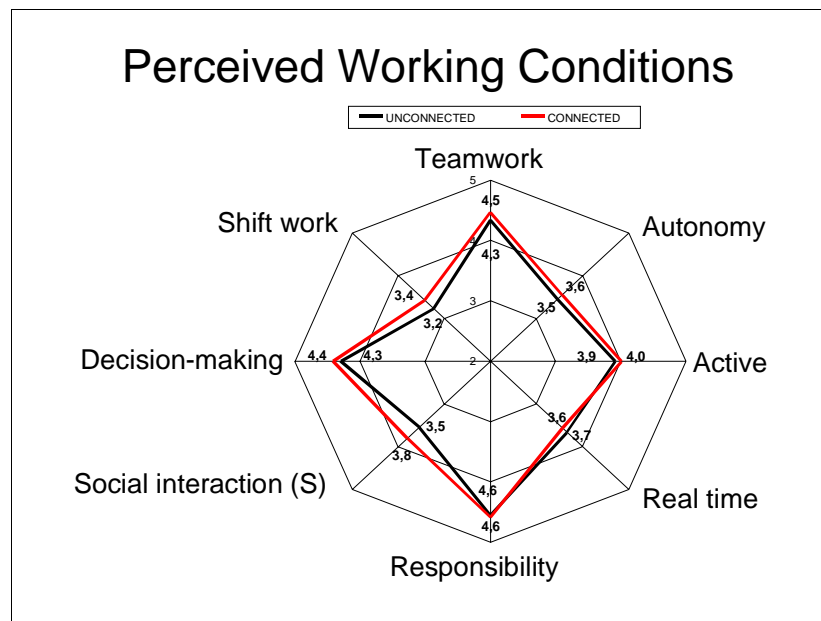 Perceived Working Conditions
UNCONNECTED CONNECTED
Teamwork
5
4,5
Shift work
Autonomy
4
4,3
3,4
3,6
3
3,5
3,2
Decision-making
4,4
4,3
2
3,9
4,0
Active
3,5
3,6
3,7
3,8
Social interaction (S)
4,6
Real time
4,6
Responsibility